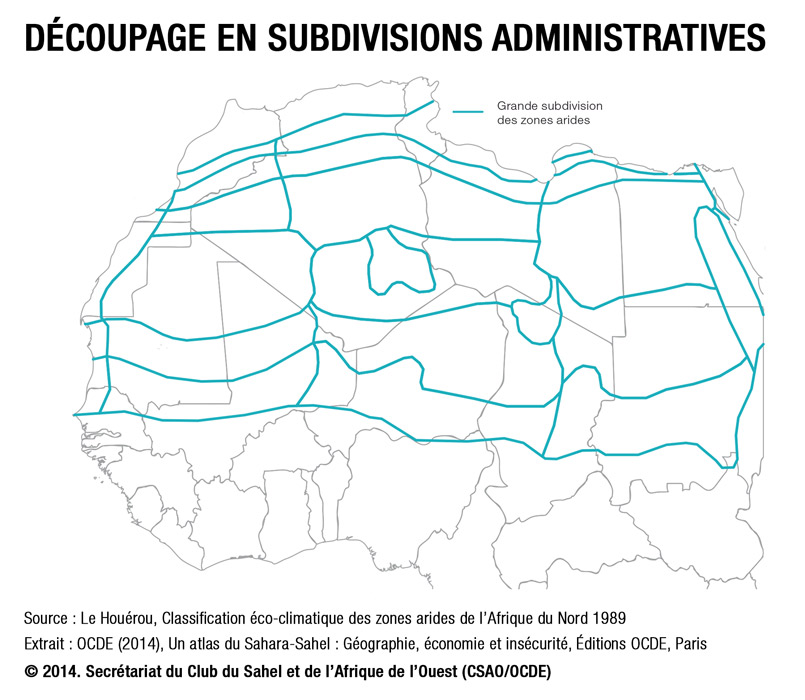 DÉCOUPAGE EN SUBDIVISIONS ADMINISTRATIVES
Grande subdivision
des zones arides
Source : Le Houérou, Classification éco-climatique des zones arides de l'Afrique du Nord 1989
Extrait : OCDE (2014), Un atlas du Sahara-Sahel : Géographie, économie et insécurité, Éditions OCDE, Paris
© 2014. Secrétariat du Club du Sahel et de l'Afrique de l'Ouest (CSAO/OCDE)